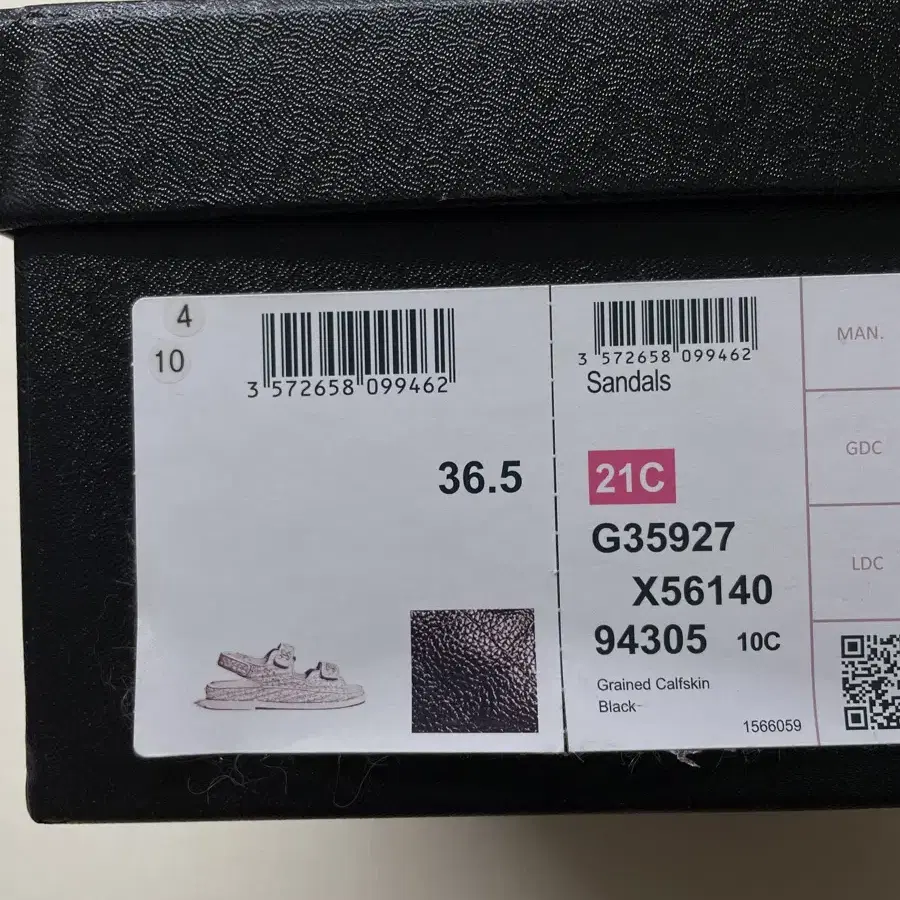 4
10
3 572658 099462
36.5
3 572658 099462
Sandals
21C
G35927
X56140
94305 10C
Grained Calfskin
Black-
1566059
MAN.
GDC
LDC